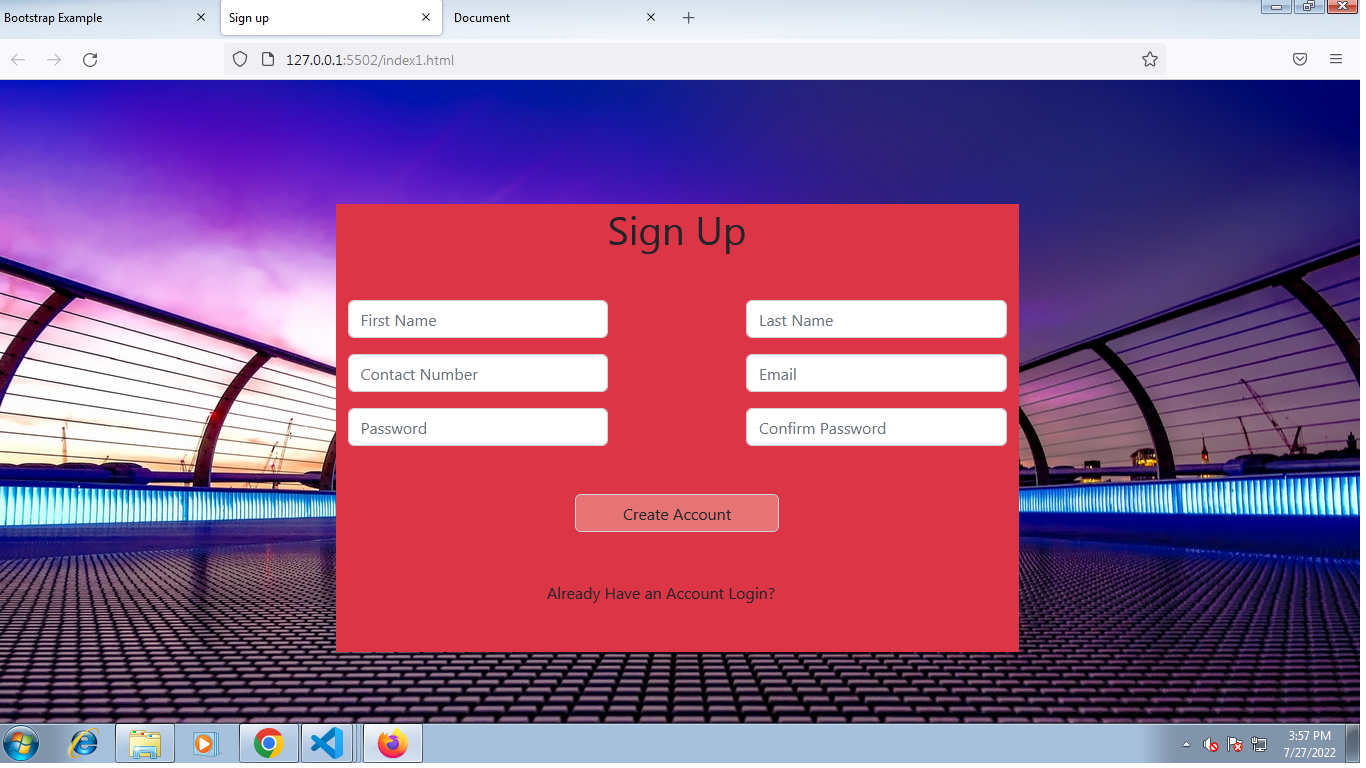 Bootstrap Example
Sign up
Document
127.0.0.1:5502/index1.html
Sign Up
First Name
Last Name
Contact Number
Email
Password
Confirm Password
Create Account
Already Have an Account Login?
3:57 PM
7/27/2022